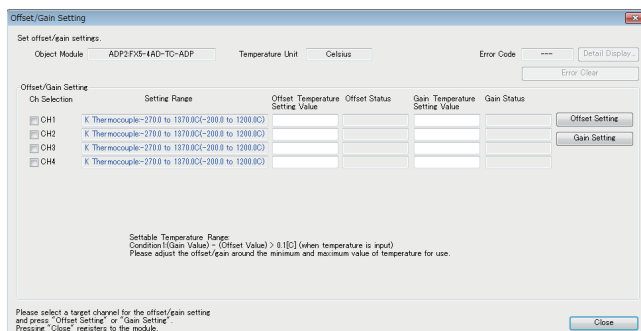 Offset/Gain Setting
Set offset/gain settings.
Object Module ADP2:FX5-4AD-TC-ADP Temperature Unit Celsius Error Code --- Detail Display...
Error Clear
Offset/Gain Setting
Ch Selection Setting Range Offset Temperature Setting Value Offset Status Gain Temperature Setting Value Gain Status
CH1 K Thermocouple:-270.0 to 1370.0C(-200.0 to 1200.0C) Offset Setting
CH2 K Thermocouple:-270.0 to 1370.0C(-200.0 to 1200.0C) Gain Setting
CH3 K Thermocouple:-270.0 to 1370.0C(-200.0 to 1200.0C)
CH4 K Thermocouple:-270.0 to 1370.0C(-200.0 to 1200.0C)
Settable Temperature Range:
Condition1:(Gain Value) - (Offset Value) > 0.1[C] (when temperature is input)
Please adjust the offset/gain around the minimum and maximum value of temperature for use.
Please select a target channel for the offset/gain setting
and press "Offset Setting" or "Gain Setting".
Pressing "Close" registers to the module.
Close